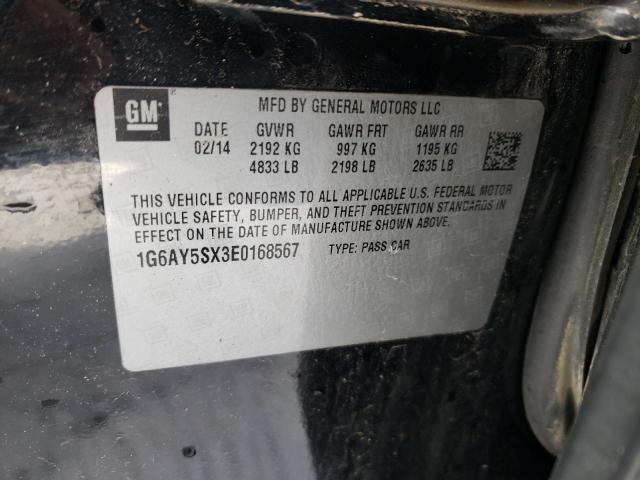 GM
MFD BY GENERAL MOTORS LLC
DATE GVWR GAWR FRT GAWR RR
02/14 2192 KG 997 KG 1195 KG
4833 LB 2198 LB 2635 LB
THIS VEHICLE CONFORMS TO ALL APPLICABLE U.S. FEDERAL MOTOR
VEHICLE SAFETY, BUMPER, AND THEFT PREVENTION STANDARDS IN
EFFECT ON THE DATE OF MANUFACTURE SHOWN ABOVE.
1G6AY5SX3E0168567 TYPE: PASS CAR